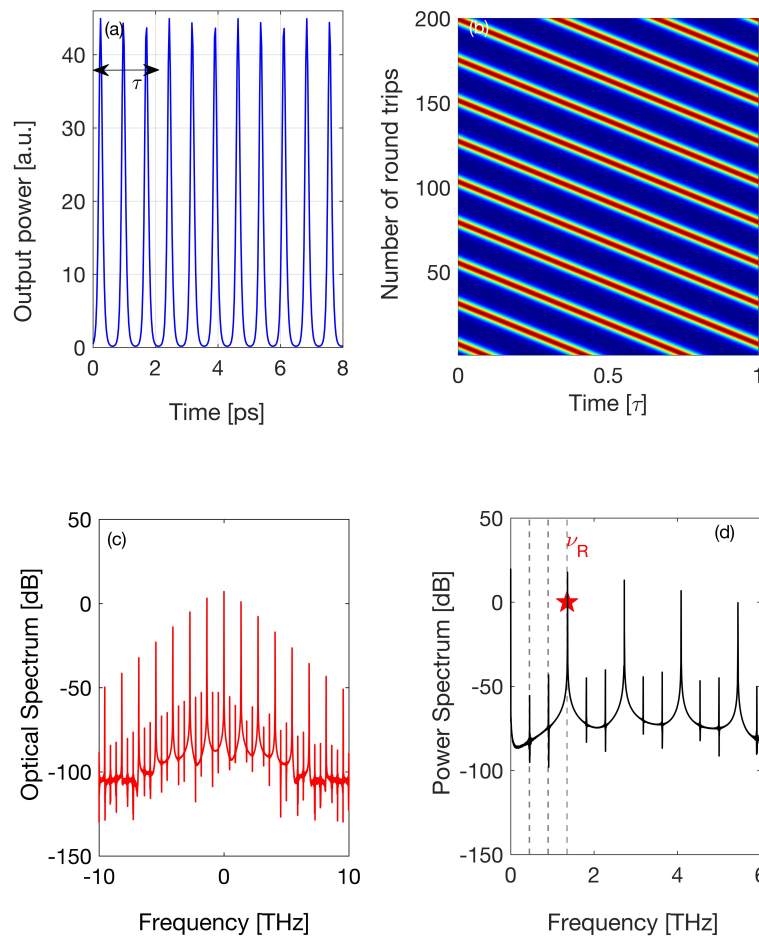 (a)
τ
45
40
30
20
10
0
0 2 4 6 8
Output power [a.u.]
Time [ps]
(b)
200
150
100
50
0 0.5 1
Number of round trips
Time [τ]
(c)
50
0
-50
-100
-150
-10 0 10
Optical Spectrum [dB]
Frequency [THz]
(d)
νR
50
0
-50
-100
-150
0 2 4 6
Power Spectrum [dB]
Frequency [THz]